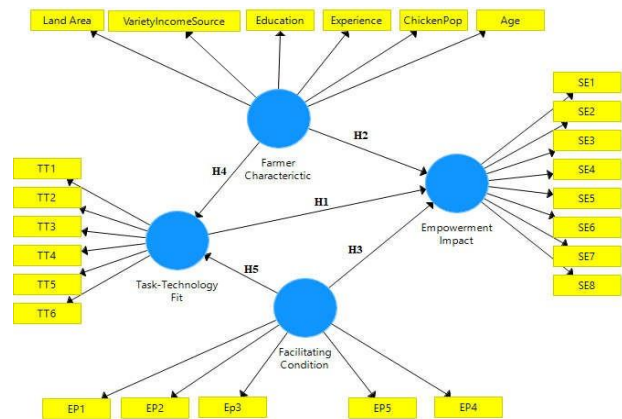 Land Area
VarietyIncomeSource
Education
Experience
ChickenPop
Age
SE1
SE2
SE3
SE4
SE5
SE6
SE7
SE8
H2
Farmer
Charecterictic
H4
TT1
TT2
TT3
TT4
TT5
TT6
H1
Empowerment
Impact
H3
H5
Task-Technology
Fit
Facilitating
Condition
EP1
EP2
Ep3
EP5
EP4